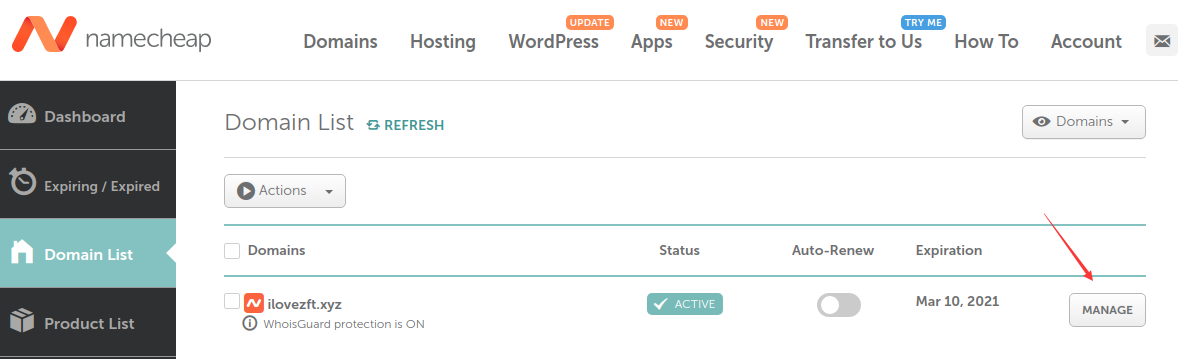 UPDATE NEW NEW TRY ME
namecheap Domains Hosting WordPress Apps Security Transfer to Us How To Account
Dashboard
Expiring / Expired
Domain List
Product List
Domain List REFRESH Domains
Actions
Domains Status Auto-Renew Expiration
ilovezft.xyz ACTIVE Mar 10, 2021 MANAGE
WhoisGuard protection is ON